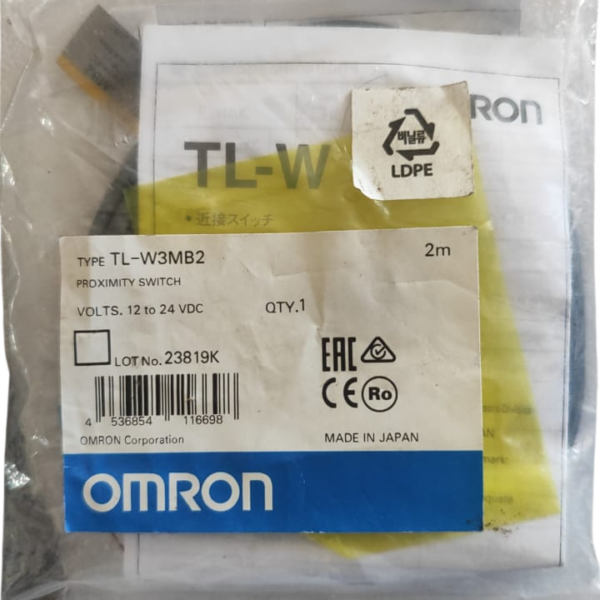 RON
TL-W
비닐류
LDPE
• 近接スイッチ
TYPE TL-W3MB2 2m
PROXIMITY SWITCH
VOLTS. 12 to 24 VDC QTY.1
LOT No. 23819K
EAC
CE Ro
4 536854 116698
OMRON Corporation MADE IN JAPAN
OMRON